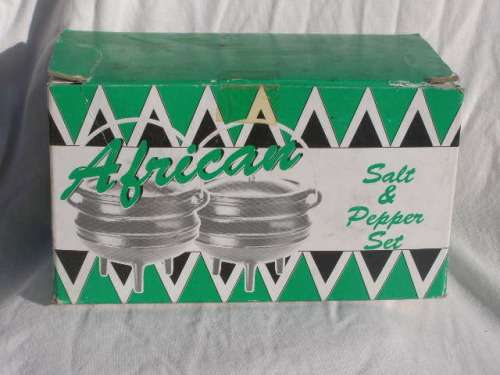 African
Salt
&
Pepper
Set